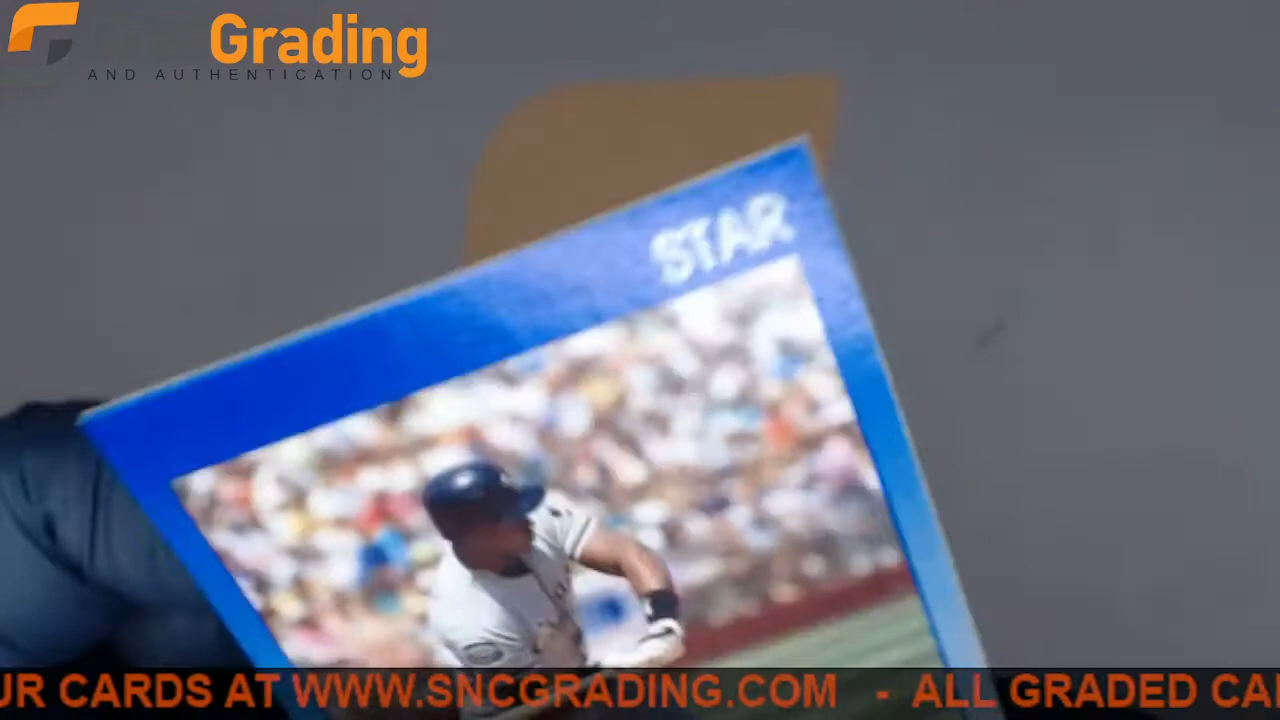 Grading
AND AUTHENTICATION
STAR
UR CARDS AT WWW.SNCGRADING.COM - ALL GRADED CA